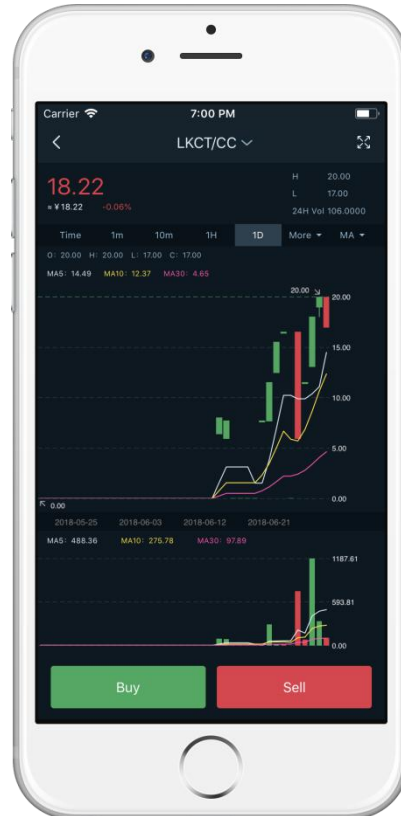 Carrier 7:00 PM
LKCT/CC
18.22
≈ ¥ 18.22 -0.06%
H 20.00
L 17.00
24H Vol 106.0000
Time 1m 10m 1H 1D More MA
O: 20.00 H: 20.00 L: 17.00 C: 17.00
MA5: 14.49 MA10: 12.37 MA30: 4.65
20.00
20.00
15.00
10.00
5.00
0.00
0.00
2018-05-25 2018-06-03 2018-06-12 2018-06-21
MA5: 488.36 MA10: 275.78 MA30: 97.89
1187.61
593.81
0.00
Buy Sell